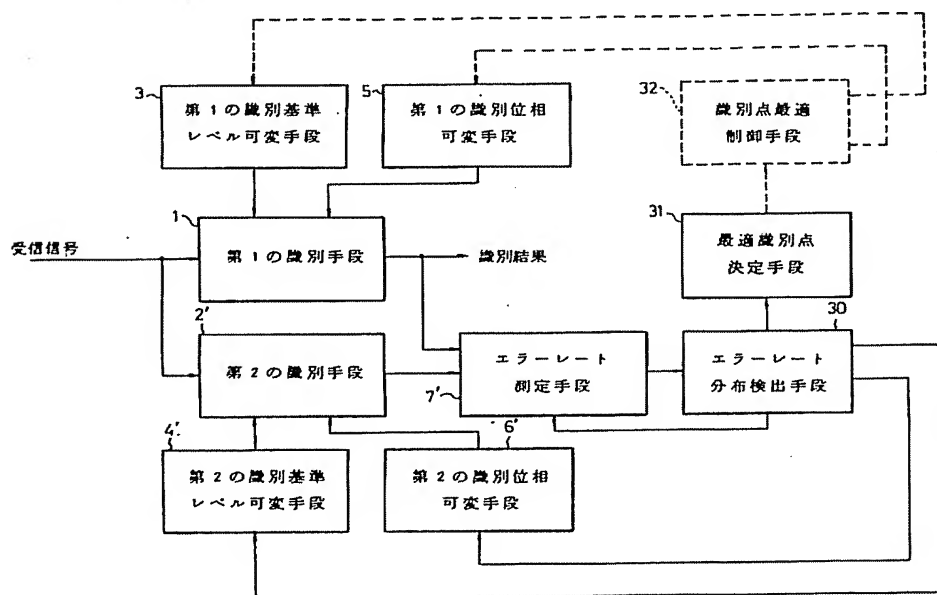 3
第1の識別基準
レベル可変手段
5
第1の識別位相
可変手段
32
識別点最適
制御手段
31
最適識別点
決定手段
受信信号
1
第1の識別手段
識別結果
2'
第2の識別手段
エラーレート
測定手段
7'
30
エラーレート
分布検出手段
4'
第2の識別基準
レベル可変手段
6'
第2の識別位相
可変手段